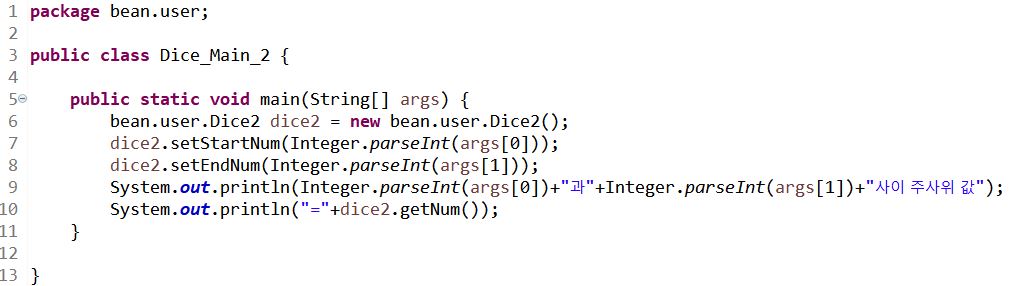 1 package bean.user;
2
3 public class Dice_Main_2 {
4
5 public static void main(String[] args) {
6 bean.user.Dice2 dice2 = new bean.user.Dice2();
7 dice2.setStartNum(Integer.parseInt(args[0]));
8 dice2.setEndNum(Integer.parseInt(args[1]));
9 System.out.println(Integer.parseInt(args[0])+"과"+Integer.parseInt(args[1])+"사이 주사위 값");
10 System.out.println("="+dice2.getNum());
11 }
12
13 }